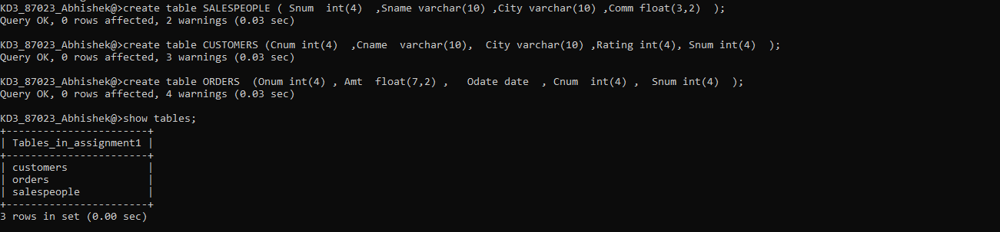 KD3_87023_Abhishek@>create table SALESPEOPLE ( Snum  int(4)  ,Sname varchar(10) ,City varchar(10) ,Comm float(3,2)  );
Query OK, 0 rows affected, 2 warnings (0.03 sec)

KD3_87023_Abhishek@>create table CUSTOMERS (Cnum int(4)  ,Cname  varchar(10),  City varchar(10) ,Rating int(4), Snum int(4)  );
Query OK, 0 rows affected, 3 warnings (0.03 sec)

KD3_87023_Abhishek@>create table ORDERS  (Onum int(4) , Amt  float(7,2) ,   Odate date  , Cnum  int(4) ,  Snum int(4)  );
Query OK, 0 rows affected, 4 warnings (0.03 sec)

KD3_87023_Abhishek@>show tables;
+-----------------------+
| Tables_in_assignment1 |
+-----------------------+
| customers             |
| orders                |
| salespeople           |
+-----------------------+
3 rows in set (0.00 sec)